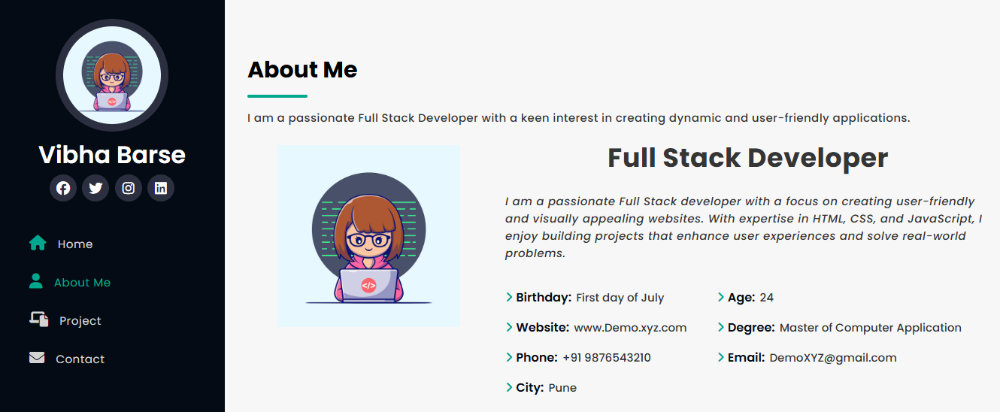 Vibha Barse
Home
About Me
Project
Contact
About Me
I am a passionate Full Stack Developer with a keen interest in creating dynamic and user-friendly applications.
</>
Full Stack Developer
I am a passionate Full Stack developer with a focus on creating user-friendly
and visually appealing websites. With expertise in HTML, CSS, and JavaScript, I
enjoy building projects that enhance user experiences and solve real-world
problems.
Birthday: First day of July
Age: 24
Website: www.Demo.xyz.com
Degree: Master of Computer Application
Phone: +91 9876543210
Email: DemoXYZ@gmail.com
City: Pune